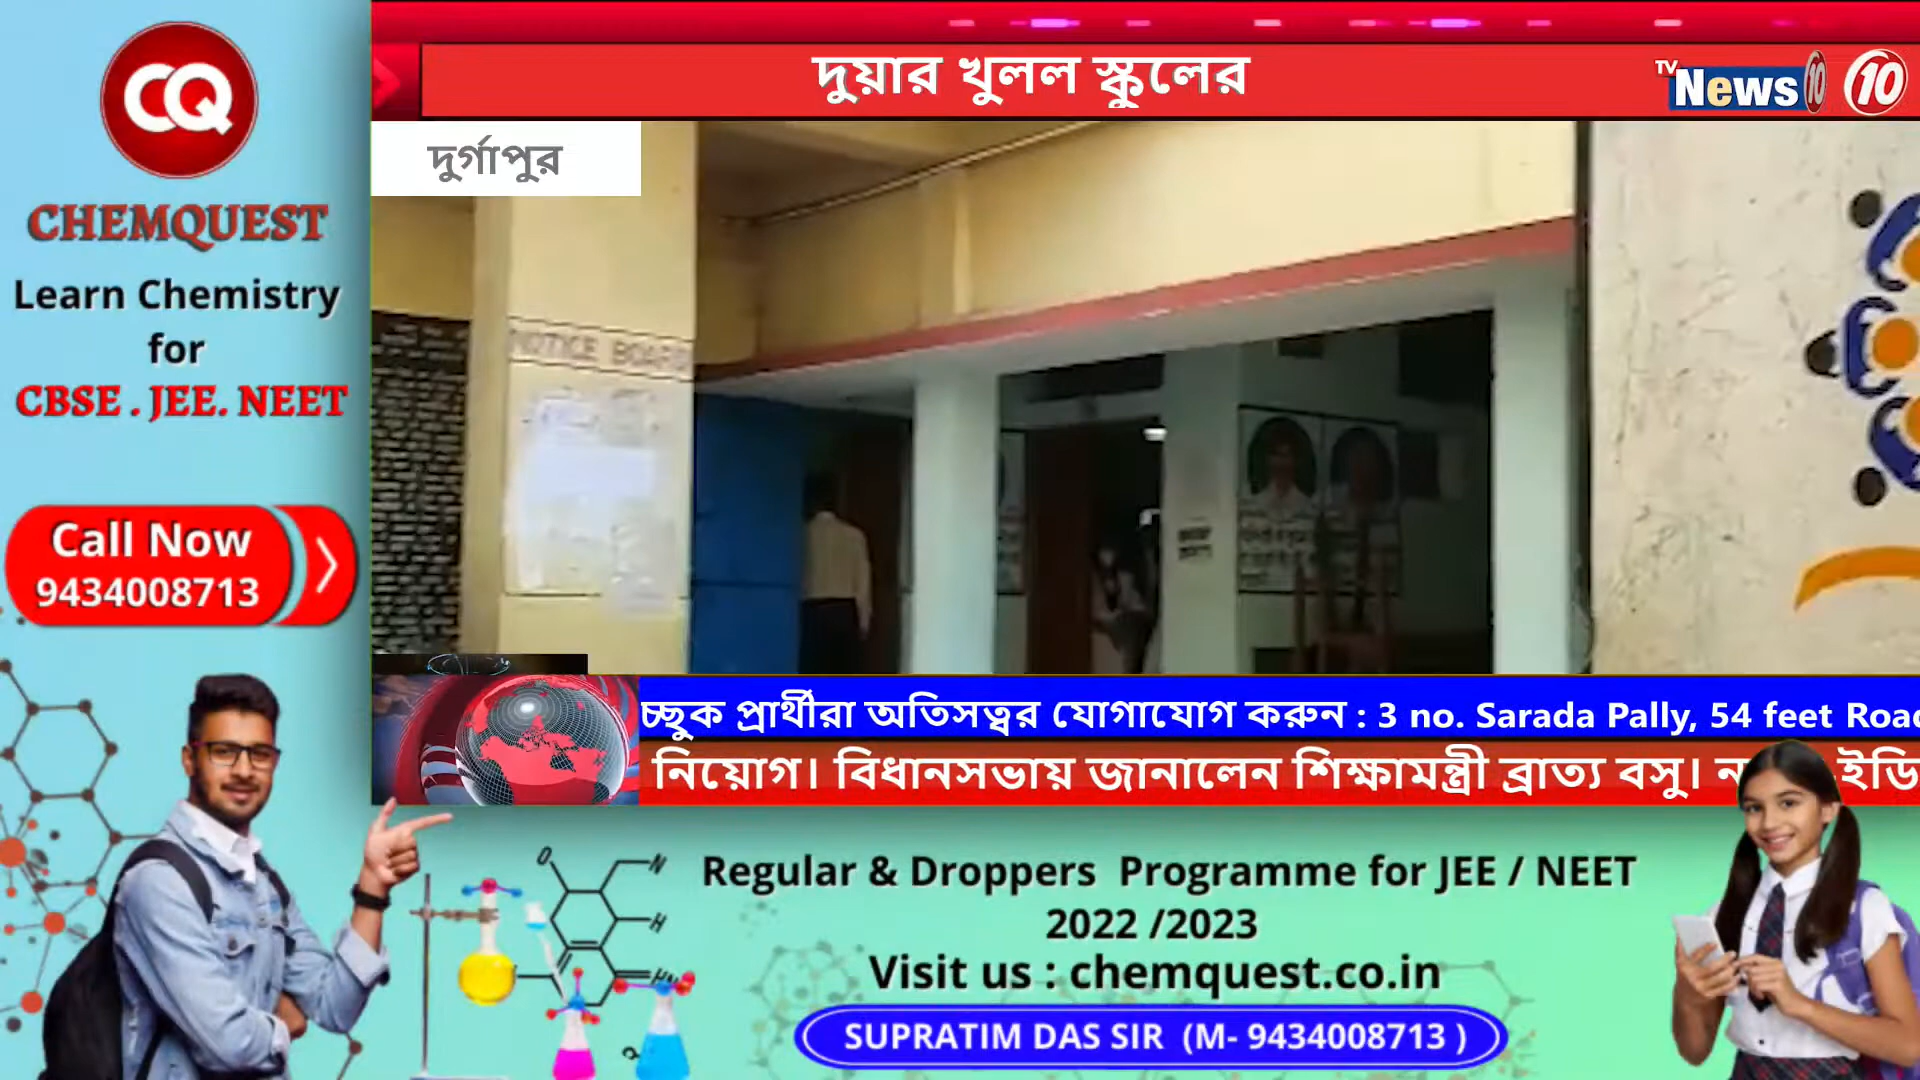 CQ
CHEMQUEST
Learn Chemistry
for
CBSE . JEE. NEET
Call Now
9434008713
দুয়ার খুলল স্কুলের
TV News 10
10
দুর্গাপুর
NOTICE BOARD
চ্ছুক প্রার্থীরা অতিসত্বর যোগাযোগ করুন : 3 no. Sarada Pally, 54 feet Road
নিয়োগ। বিধানসভায় জানালেন শিক্ষামন্ত্রী ব্রাত্য বসু।
Regular & Droppers Programme for JEE / NEET
2022 /2023
Visit us : chemquest.co.in
SUPRATIM DAS SIR (M- 9434008713 )